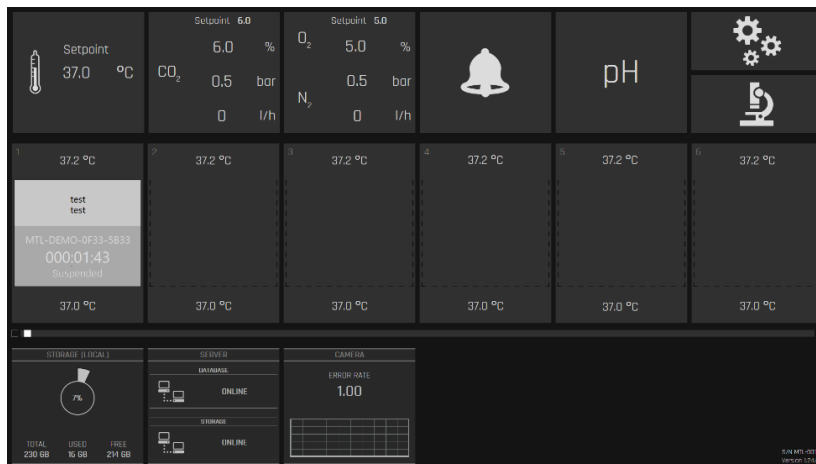 Setpoint
37.0 °C
Setpoint 6.0
CO2
6.0 %
0.5 bar
0 l/h
Setpoint 5.0
O2 5.0 %
0.5 bar
N2
0 l/h
pH
1 2 3 4 5 6
37.2 °C 37.2 °C 37.2 °C 37.2 °C 37.2 °C 37.2 °C
test
test
MTL-DEMO-0F33-5B33
000:01:43
Suspended
37.0 °C 37.0 °C 37.0 °C 37.0 °C 37.0 °C 37.0 °C
STORAGE (LOCAL)
7%
TOTAL USED FREE
230 GB 16 GB 214 GB
SERVER
DATABASE
ONLINE
STORAGE
ONLINE
CAMERA
ERROR RATE
1.00
S/N MTL-001
Version